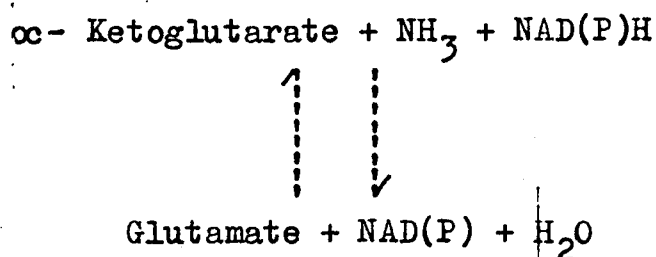 ∝- Ketoglutarate + NH₃ + NAD(P)H
Glutamate + NAD(P) + H₂O